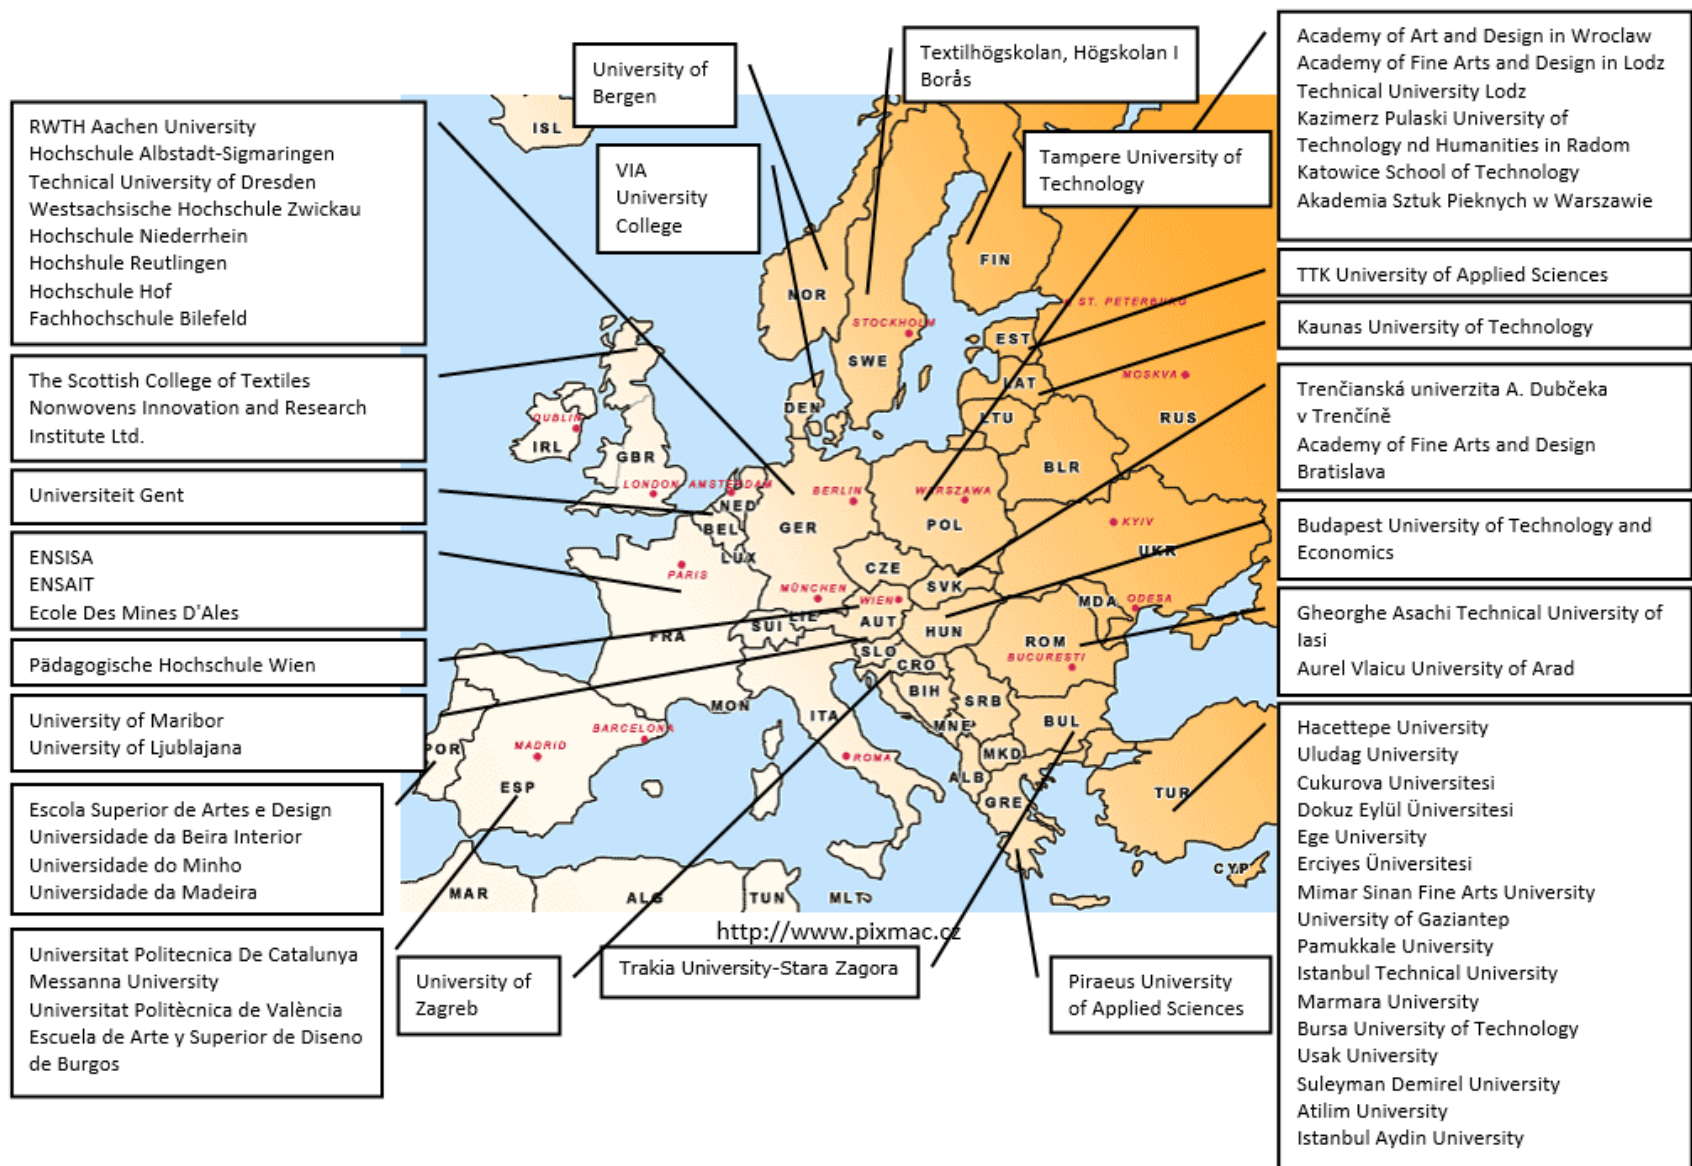 University of
Bergen
Textilhögskolan, Högskolan I
Borås
Academy of Art and Design in Wroclaw
Academy of Fine Arts and Design in Lodz
Technical University Lodz
Kazimerz Pulaski University of
Technology nd Humanities in Radom
Katowice School of Technology
Akademia Sztuk Pieknych w Warszawie
RWTH Aachen University
Hochschule Albstadt-Sigmaringen
Technical University of Dresden
Westsachsische Hochschule Zwickau
Hochschule Niederrhein
Hochshule Reutlingen
Hochschule Hof
Fachhochschule Bilefeld
VIA
University
College
Tampere University of
Technology
TTK University of Applied Sciences
Kaunas University of Technology
The Scottish College of Textiles
Nonwovens Innovation and Research
Institute Ltd.
Trenčianská univerzita A. Dubčeka
v Trenčíně
Academy of Fine Arts and Design
Bratislava
Universiteit Gent
Budapest University of Technology and
Economics
ENSISA
ENSAIT
Ecole Des Mines D'Ales
Gheorghe Asachi Technical University of
Iasi
Aurel Vlaicu University of Arad
Pädagogische Hochschule Wien
University of Maribor
University of Ljublajana
Escola Superior de Artes e Design
Universidade da Beira Interior
Universidade do Minho
Universidade da Madeira
Hacettepe University
Uludag University
Cukurova Universitesi
Dokuz Eylül Üniversitesi
Ege University
Erciyes Üniversitesi
Mimar Sinan Fine Arts University
University of Gaziantep
Pamukkale University
Istanbul Technical University
Marmara University
Bursa University of Technology
Usak University
Suleyman Demirel University
Atilim University
Istanbul Aydin University
Universitat Politecnica De Catalunya
Messanna University
Universitat Politècnica de València
Escuela de Arte y Superior de Diseno
de Burgos
University of
Zagreb
Trakia University-Stara Zagora
Piraeus University
of Applied Sciences
http://www.pixmac.cz
ISL
FIN
NOR
ST. PETERBURG
STOCKHOLM
EST
SWE
LAT
MOSKVA
DEN
LTU
RUS
DUBLIN
IRL
GBR
BLR
LONDON
AMSTERDAM
BERLIN
WARSZAWA
NED
BEL
GER
POL
KYIV
UKR
LUX
PARIS
CZE
SVK
MÜNCHEN
WIEN
MDA
ODESA
LIE
SUI
AUT
HUN
ROM
FRA
SLO
CRO
BUCURESTI
BIH
SRB
MON
ITA
MNE
BUL
BARCELONA
POR
MADRID
ROMA
MKD
ALB
ESP
GRE
TUR
CYP
MAR
ALG
TUN
MLT